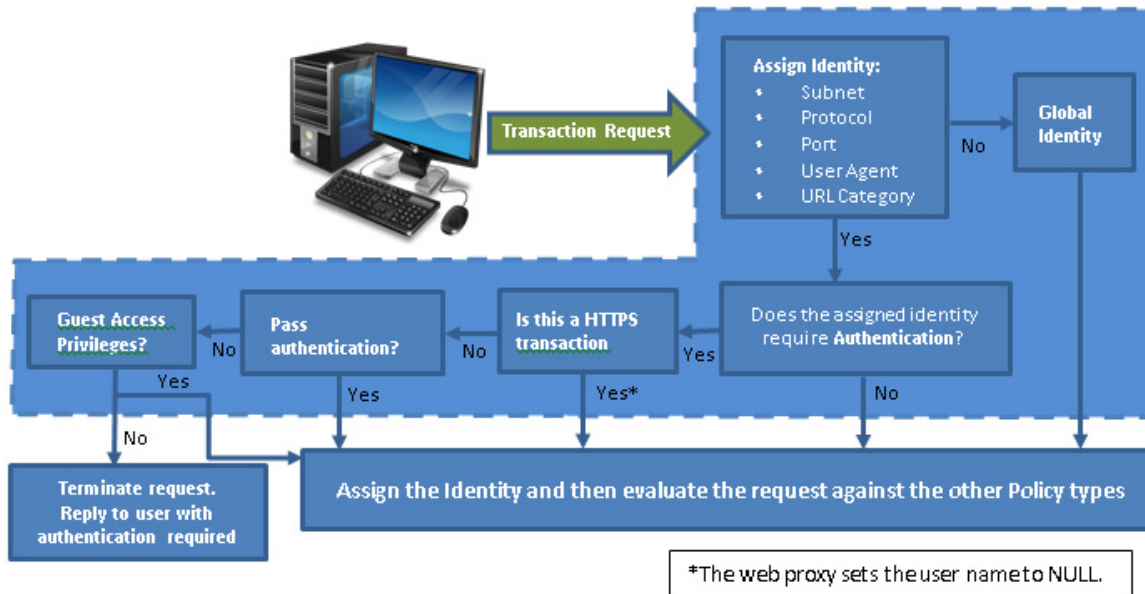 Transaction Request
Assign Identity:
• Subnet
• Protocol
• Port
• User Agent
• URL Category
No
Global
Identity
Yes
Guest Access
Privileges?
No
Pass
authentication?
No
Is this a HTTPS
transaction
Yes
Does the assigned identity
require Authentication?
Yes
Yes
Yes*
No
No
Terminate request.
Reply to user with
authentication required
Assign the Identity and then evaluate the request against the other Policy types
*The web proxy sets the user name to NULL.